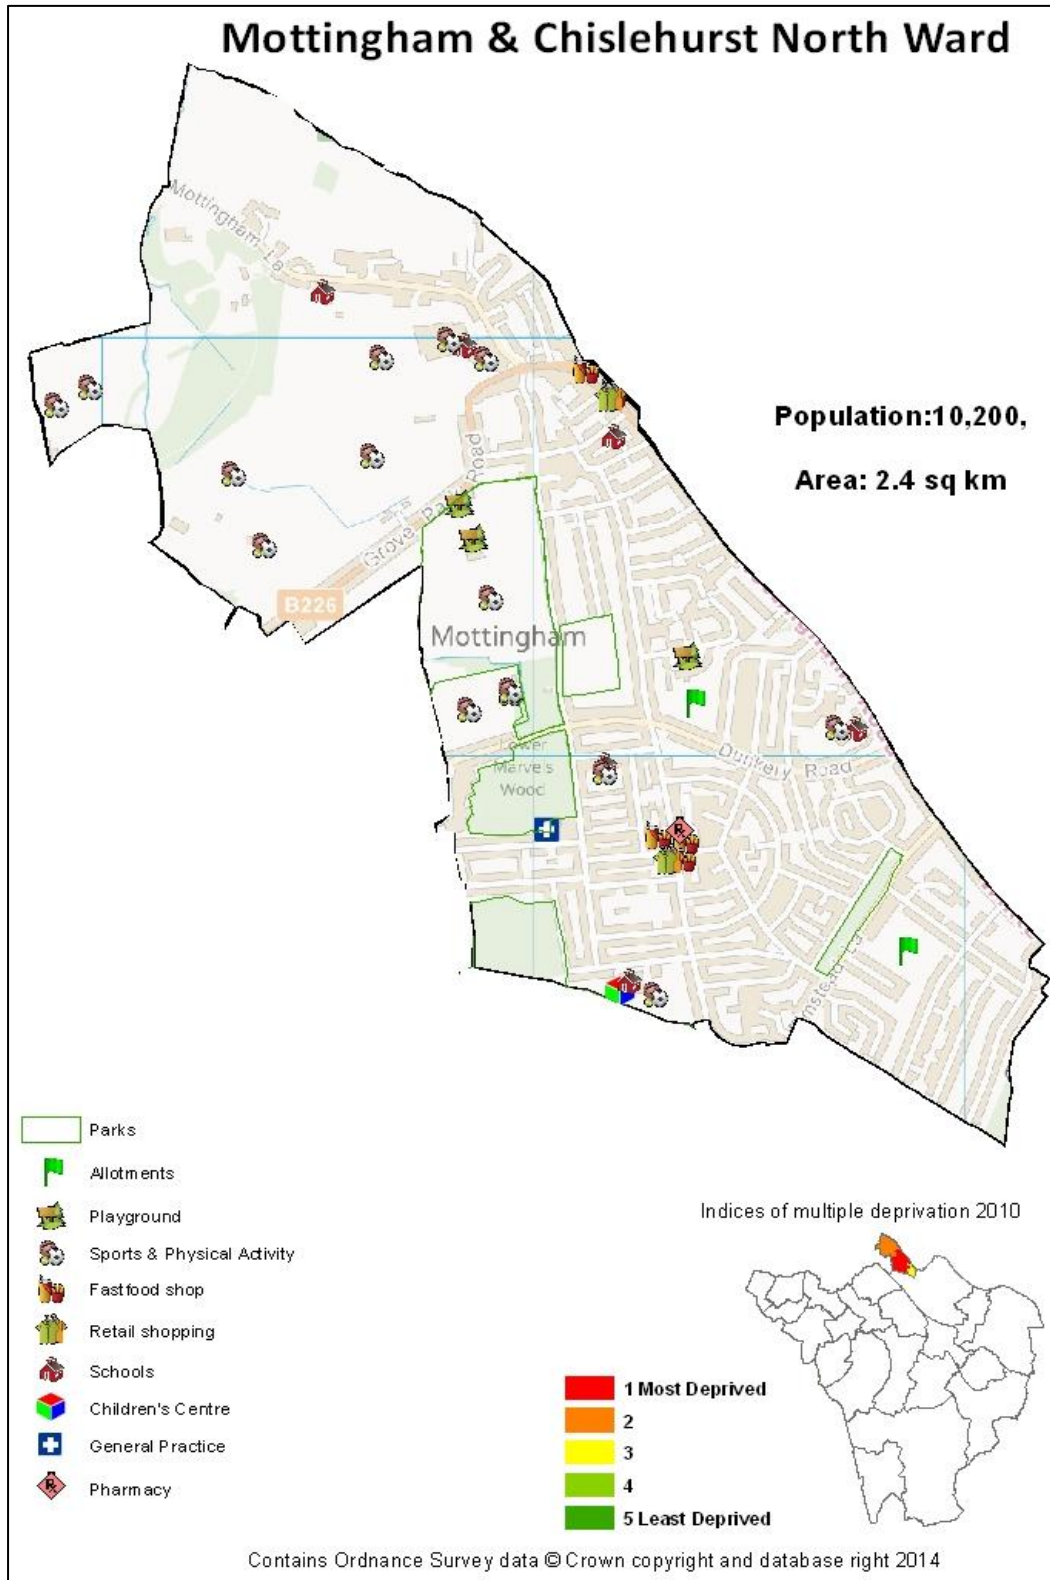 Mottingham & Chislehurst North Ward
Mottingham La
Population:10,200,
Area: 2.4 sq km
Grove Park Road
B226
Mottingham
Lower
Marvels
Wood
Dunkery Road
Parks
Allotments
Playground
Sports & Physical Activity
Fastfood shop
Retail shopping
Schools
Children's Centre
General Practice
Pharmacy
Indices of multiple deprivation 2010
1 Most Deprived
2
3
4
5 Least Deprived
Contains Ordnance Survey data © Crown copyright and database right 2014